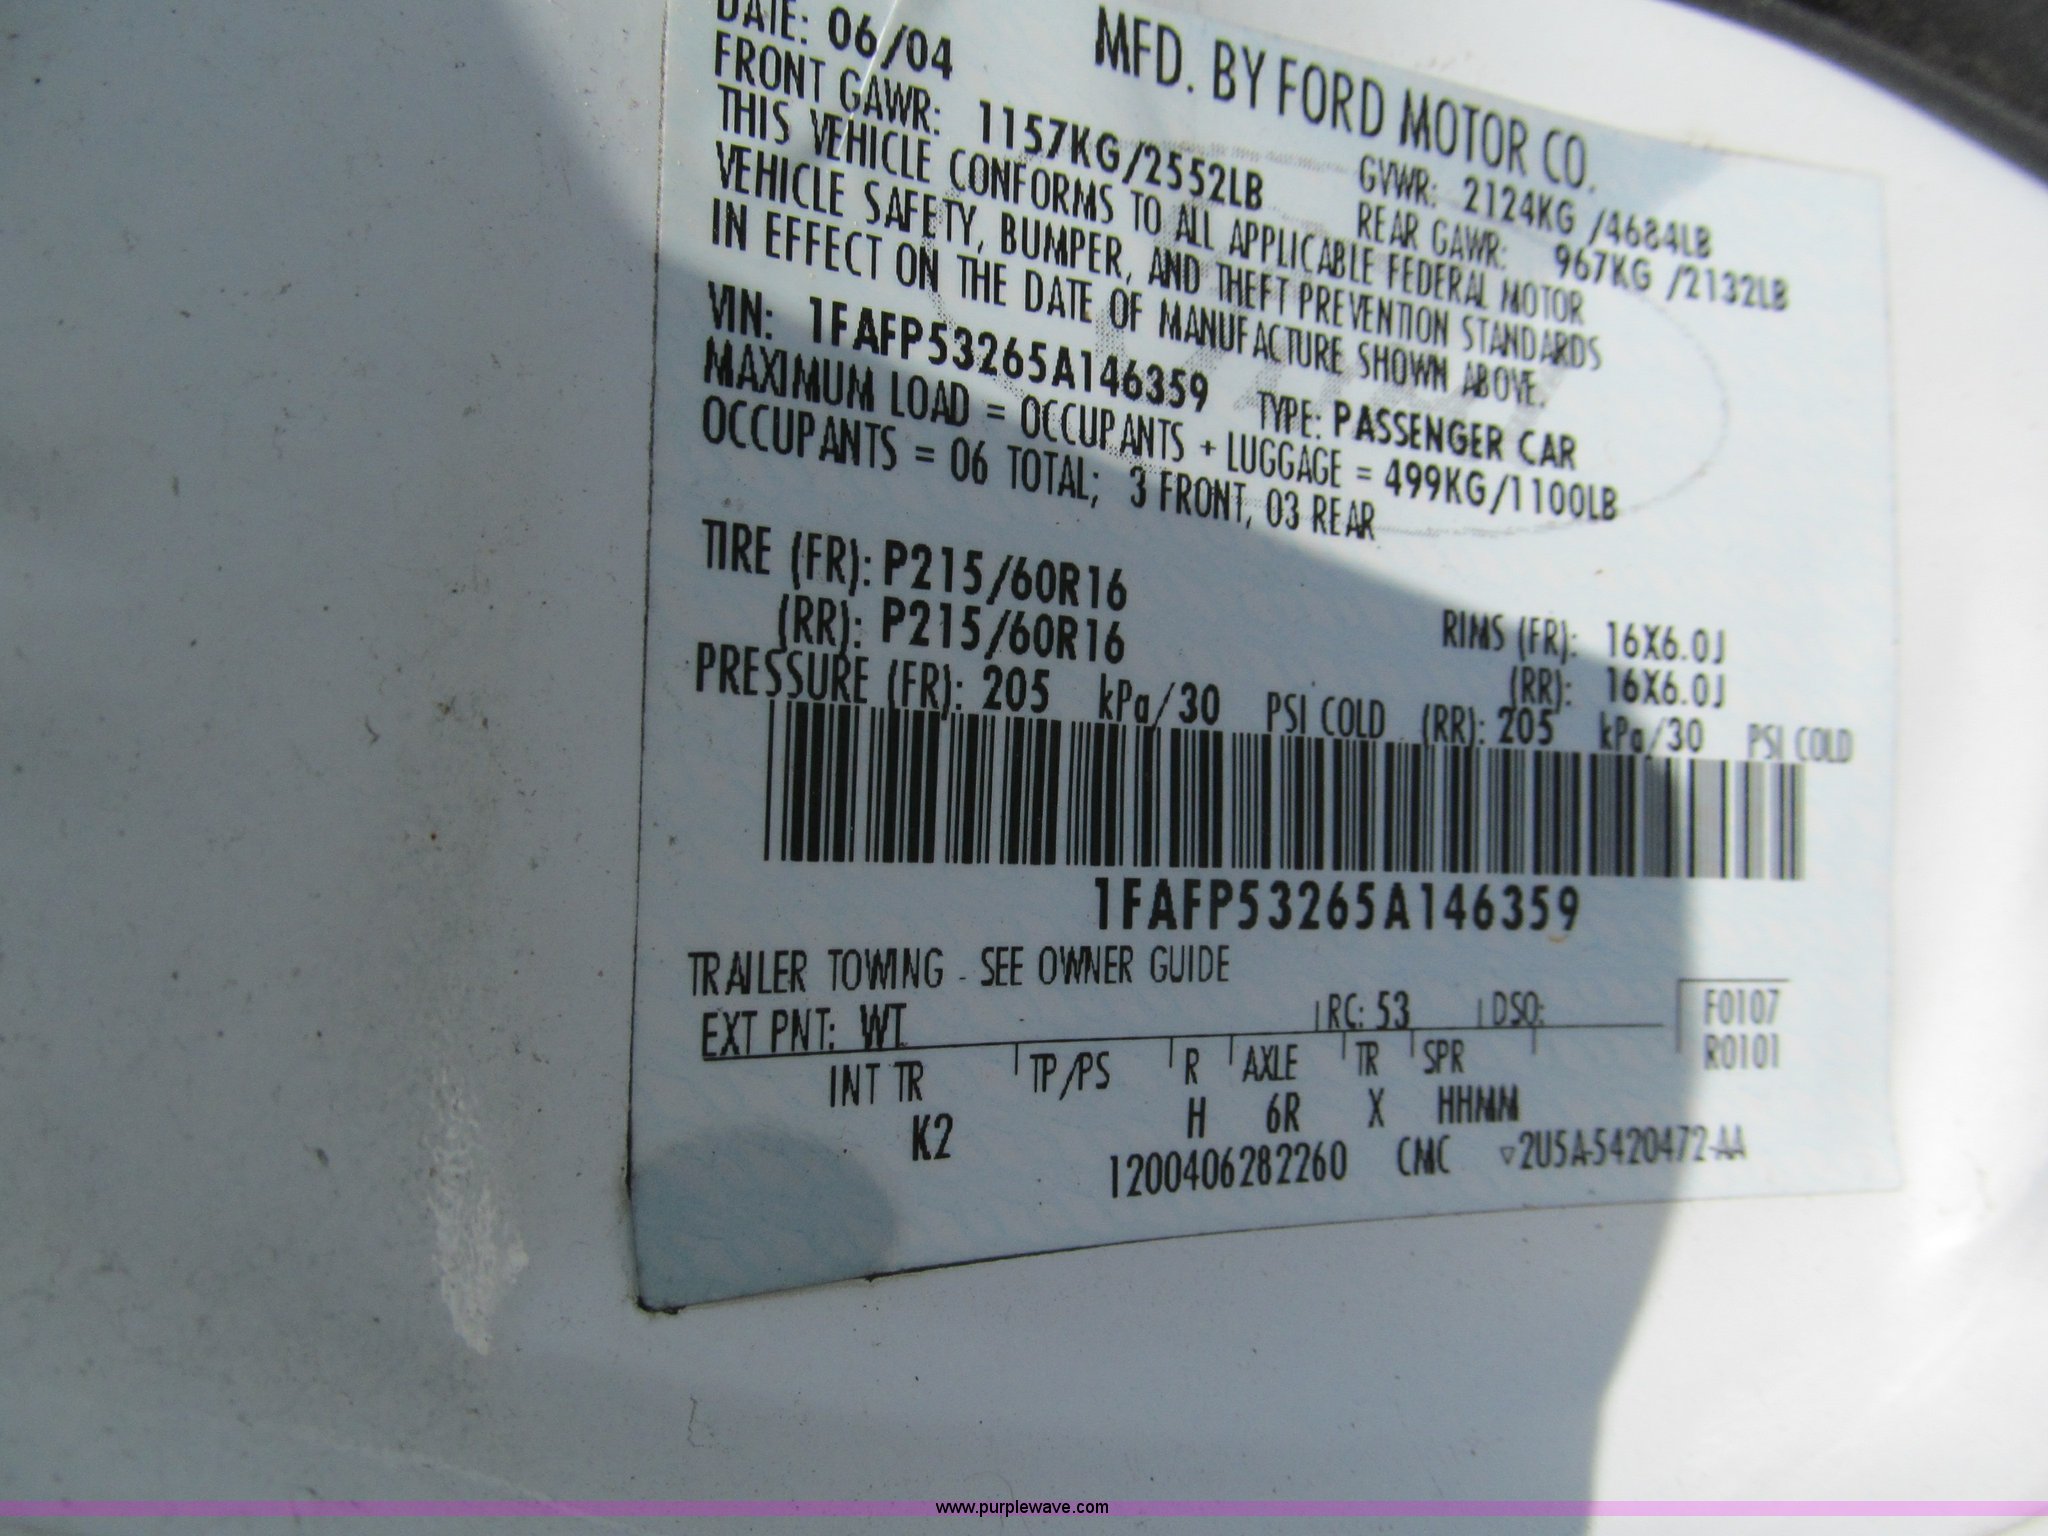 DATE: 06/04
MFD. BY FORD MOTOR CO.
FRONT GAWR: 1157KG/2552LB
GVWR: 2124KG /4684LB
REAR GAWR: 967KG /2132LB
THIS VEHICLE CONFORMS TO ALL APPLICABLE FEDERAL MOTOR
VEHICLE SAFETY, BUMPER, AND THEFT PREVENTION STANDARDS
IN EFFECT ON THE DATE OF MANUFACTURE SHOWN ABOVE.
VIN: 1FAFP53265A146359 TYPE: PASSENGER CAR
MAXIMUM LOAD = OCCUPANTS + LUGGAGE = 499KG/1100LB
OCCUPANTS = 06 TOTAL; 3 FRONT, 03 REAR
TIRE (FR): P215/60R16 RIMS (FR): 16X6.0J
(RR): P215/60R16 (RR): 16X6.0J
PRESSURE (FR): 205 kPa/30 PSI COLD (RR): 205 kPa/30 PSI COLD
1FAFP53265A146359
TRAILER TOWING - SEE OWNER GUIDE
EXT PNT: WT RC: 53 DSO: F0107
R0101
INT TR TP/PS R AXLE TR SPR
K2 H 6R X HHMM
1200406282260 CMC ▽2U5A-5420472-AA
www.purplewave.com